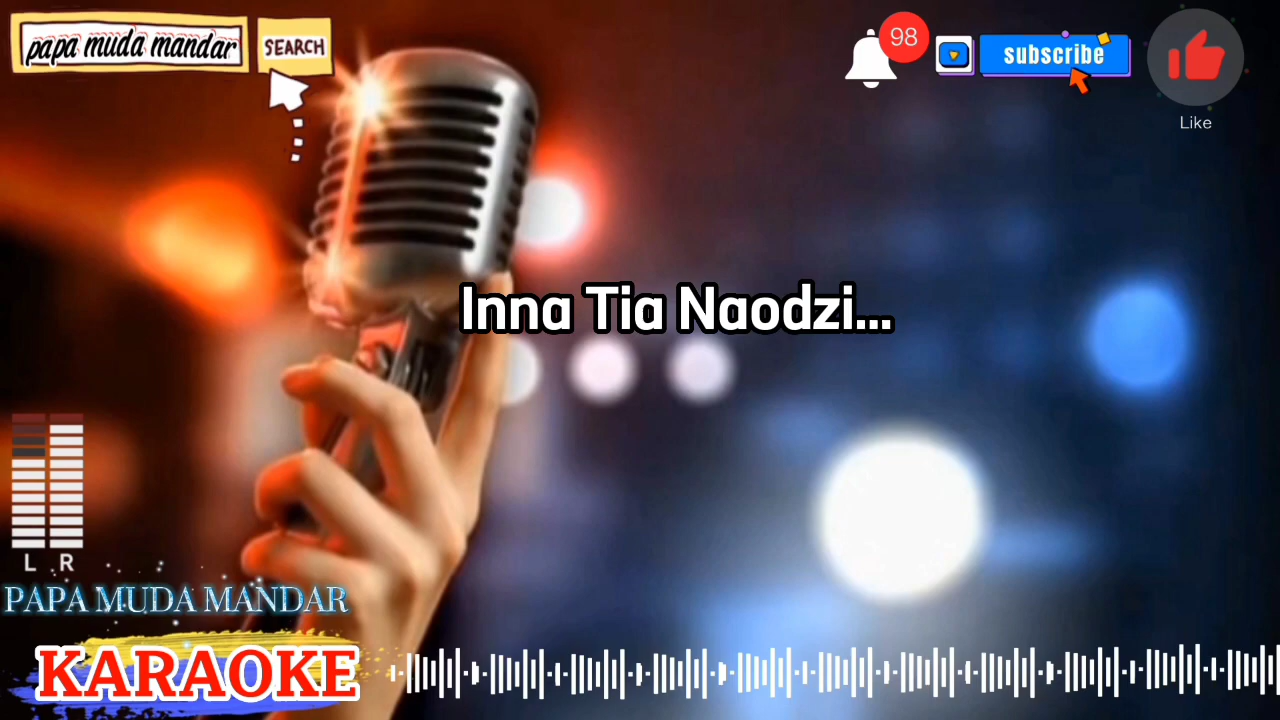 papa muda mandar
SEARCH
98
subscribe
Like
Inna Tia Naodzi...
L R
PAPA MUDA MANDAR
KARAOKE